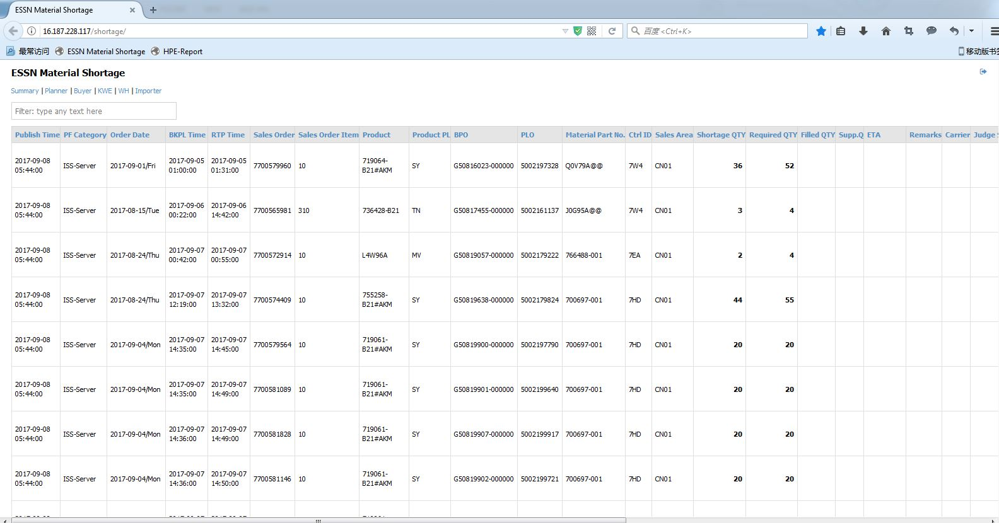 ESSN Material Shortage
16.187.228.117/shortage/
百度 <Ctrl+K>
最常访问 ESSN Material Shortage HPE-Report 移动版书签
ESSN Material Shortage
Summary | Planner | Buyer | KWE | WH | Importer
Filter: type any text here
Publish Time PF Category Order Date BKPL Time RTP Time Sales Order Sales Order Item Product Product PL BPO PLO Material Part No. Ctrl ID Sales Area Shortage QTY Required QTY Filled QTY Supp.Q ETA Remarks Carrier Judge
2017-09-08 05:44:00 ISS-Server 2017-09-01/Fri 2017-09-05 01:00:00 2017-09-05 01:31:00 7700579960 10 719064-B21#AKM SY G50816023-000000 5002197328 Q0V79A@@ 7W4 CN01 36 52
2017-09-08 05:44:00 ISS-Server 2017-08-15/Tue 2017-09-06 00:22:00 2017-09-06 14:42:00 7700565981 310 736428-B21 TN G50817455-000000 5002161137 J0G95A@@ 7W4 CN01 3 4
2017-09-08 05:44:00 ISS-Server 2017-08-24/Thu 2017-09-07 00:42:00 2017-09-07 00:55:00 7700572914 10 L4W96A MV G50819057-000000 5002179222 766488-001 7EA CN01 2 4
2017-09-08 05:44:00 ISS-Server 2017-08-24/Thu 2017-09-07 12:19:00 2017-09-07 13:32:00 7700574409 10 755258-B21#AKM SY G50819638-000000 5002179824 700697-001 7HD CN01 44 55
2017-09-08 05:44:00 ISS-Server 2017-09-04/Mon 2017-09-07 14:35:00 2017-09-07 14:45:00 7700579564 10 719061-B21#AKM SY G50819900-000000 5002197790 700697-001 7HD CN01 20 20
2017-09-08 05:44:00 ISS-Server 2017-09-04/Mon 2017-09-07 14:35:00 2017-09-07 14:49:00 7700581089 10 719061-B21#AKM SY G50819901-000000 5002199640 700697-001 7HD CN01 20 20
2017-09-08 05:44:00 ISS-Server 2017-09-04/Mon 2017-09-07 14:36:00 2017-09-07 14:49:00 7700581828 10 719061-B21#AKM SY G50819907-000000 5002199917 700697-001 7HD CN01 20 20
2017-09-08 05:44:00 ISS-Server 2017-09-04/Mon 2017-09-07 14:36:00 2017-09-07 14:50:00 7700581146 10 719061-B21#AKM SY G50819902-000000 5002199721 700697-001 7HD CN01 20 20